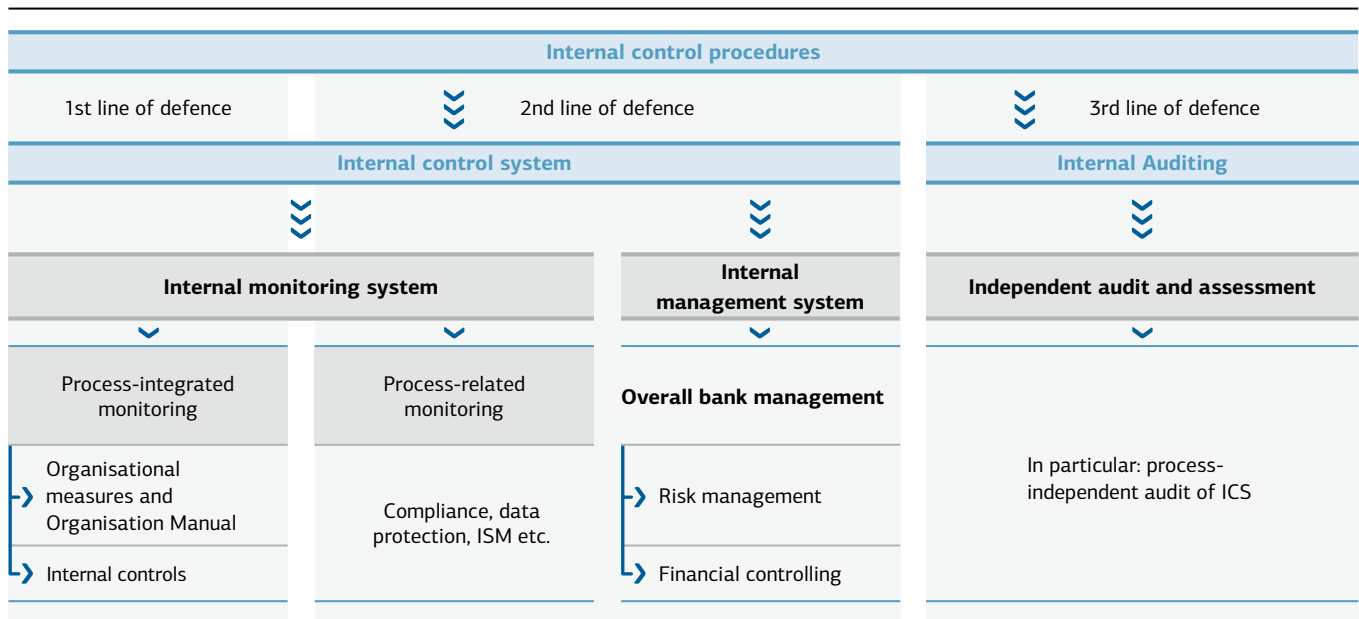 Internal control procedures
1st line of defence
2nd line of defence
3rd line of defence
Internal control system
Internal Auditing
Internal monitoring system
Internal
management system
Independent audit and assessment
Process-integrated
monitoring
Process-related
monitoring
Overall bank management
Organisational
measures and
Organisation Manual
Internal controls
Compliance, data
protection, ISM etc.
Risk management
Financial controlling
In particular: process-
independent audit of ICS